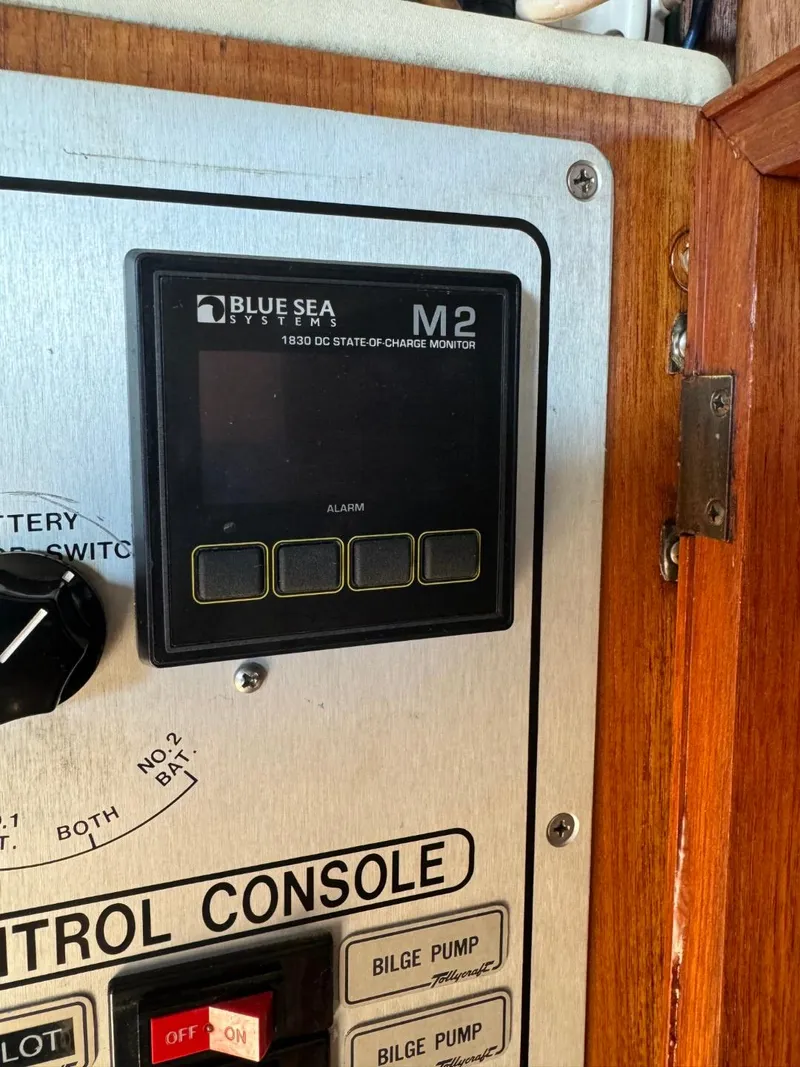 BLUE SEA
SYSTEMS
M2
1830 DC STATE-OF-CHARGE MONITOR
ALARM
TTERY
SWITC
NO.2
BAT.
BOTH
.1
T.
NTROL CONSOLE
BILGE PUMP
Tollycraft
OFF ON
LOT
BILGE PUMP
Tollycraft